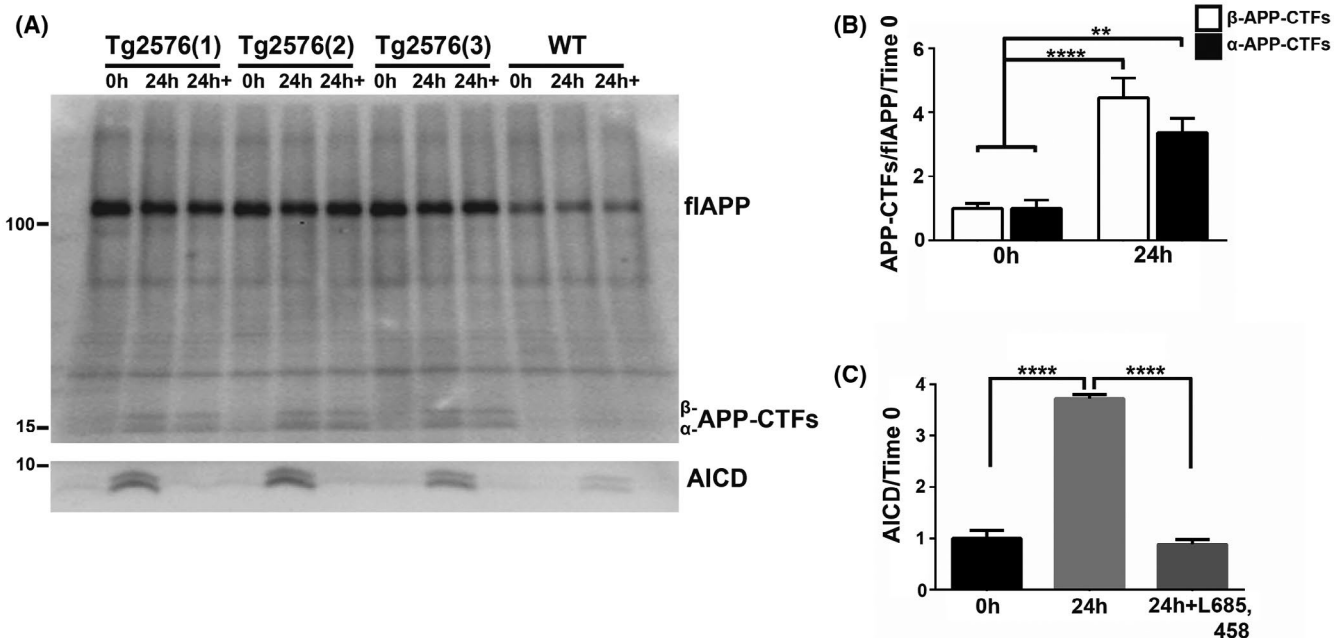 (A)
Tg2576(1) Tg2576(2) Tg2576(3) WT
0h 24h 24h+ 0h 24h 24h+ 0h 24h 24h+ 0h 24h 24h+
flAPP
100
β-
α-
APP-CTFs
15
10
AICD
(B)
β-APP-CTFs
α-APP-CTFs
APP-CTFs/flAPP/Time 0
6
4
2
0
**
****
0h 24h
(C)
AICD/Time 0
4
3
2
1
0
**** ****
0h 24h 24h+L685,
458